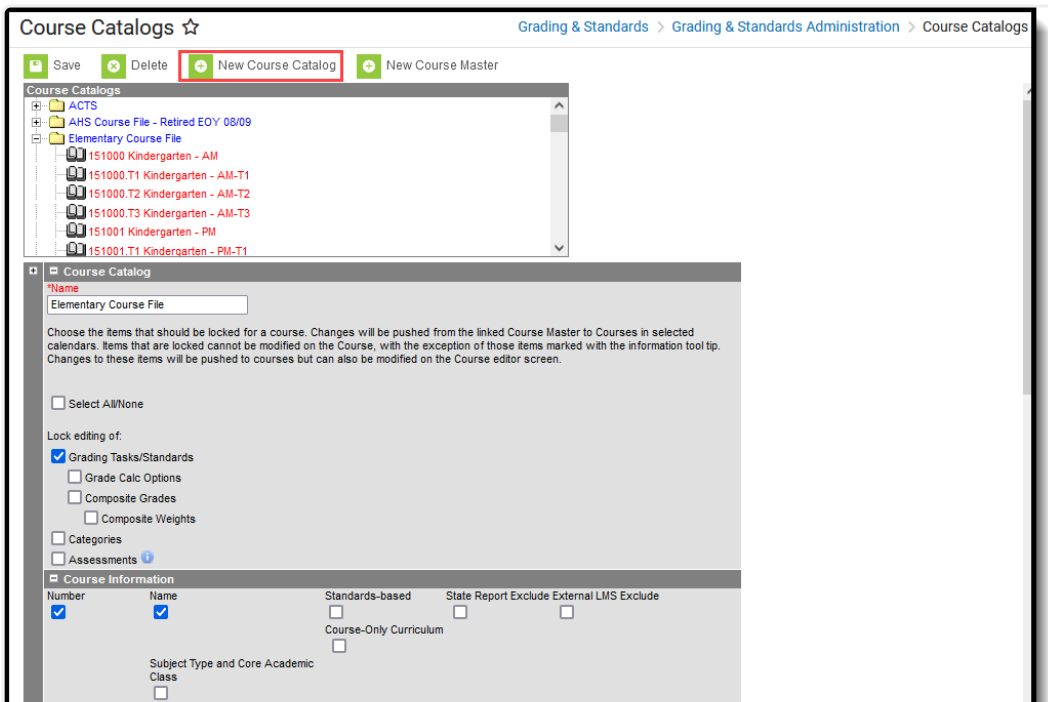 Course Catalogs
Grading & Standards > Grading & Standards Administration > Course Catalogs
Save Delete New Course Catalog New Course Master
Course Catalogs
ACTS
AHS Course File - Retired EOY 08/09
Elementary Course File
151000 Kindergarten - AM
151000.T1 Kindergarten - AM-T1
151000.T2 Kindergarten - AM-T2
151000.T3 Kindergarten - AM-T3
151001 Kindergarten - PM
151001.T1 Kindergarten - PM-T1
Course Catalog
*Name
Elementary Course File
Choose the items that should be locked for a course. Changes will be pushed from the linked Course Master to Courses in selected
calendars. Items that are locked cannot be modified on the Course, with the exception of those items marked with the information tool tip.
Changes to these items will be pushed to courses but can also be modified on the Course editor screen.
Select All/None
Lock editing of:
Grading Tasks/Standards
Grade Calc Options
Composite Grades
Composite Weights
Categories
Assessments
Course Information
Number Name Standards-based State Report Exclude External LMS Exclude
Course-Only Curriculum
Subject Type and Core Academic
Class